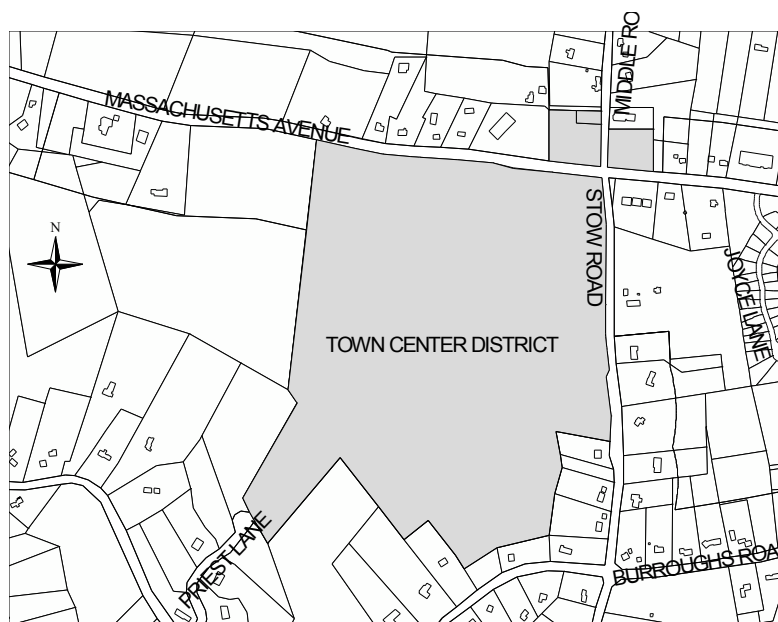 MIDDLE RO
MASSACHUSETTS AVENUE
STOW ROAD
N
JOYCE LANE
TOWN CENTER DISTRICT
PRIEST LANE
BURROUGHS ROA